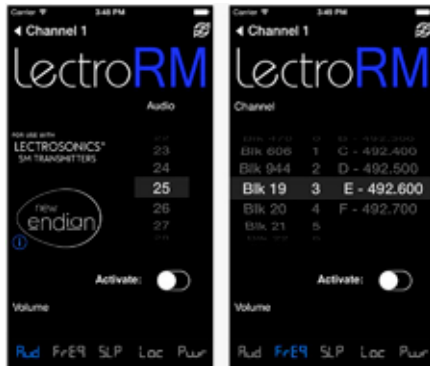 Carrier 3:46 PM
Channel 1
LectroRM
Audio
FOR USE WITH
LECTROSONICS
SM TRANSMITTERS
23
24
25
26
27
new
endian
Activate:
Volume
Aud FrEq SLP Loc Pwr
Carrier 3:46 PM
Channel 1
LectroRM
Channel
Blk 606 1 C - 492.400
Blk 944 2 D - 492.500
Blk 19 3 E - 492.600
Blk 20 4 F - 492.700
Blk 21 5
Activate:
Volume
Aud FrEq SLP Loc Pwr